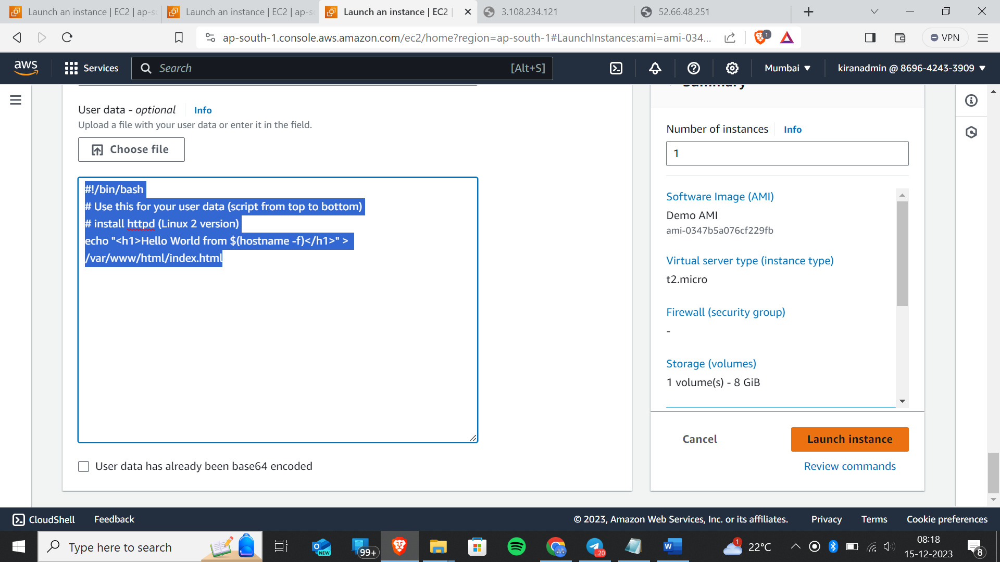 Launch an instance | EC2 | ap-sc
Launch an instance | EC2 | ap-sc
Launch an instance | EC2 |
3.108.234.121
52.66.48.251
ap-south-1.console.aws.amazon.com/ec2/home?region=ap-south-1#LaunchInstances:ami=ami-034...
1
VPN
aws
Services
Search
[Alt+S]
Mumbai
kiranadmin @ 8696-4243-3909
Summary
User data - optional
Info
Upload a file with your user data or enter it in the field.
Choose file
#!/bin/bash
# Use this for your user data (script from top to bottom)
# install httpd (Linux 2 version)
echo "<h1>Hello World from $(hostname -f)</h1>" >
/var/www/html/index.html
User data has already been base64 encoded
Number of instances
Info
1
Software Image (AMI)
Demo AMI
ami-0347b5a076cf229fb
Virtual server type (instance type)
t2.micro
Firewall (security group)
-
Storage (volumes)
1 volume(s) - 8 GiB
Cancel
Launch instance
Review commands
CloudShell
Feedback
© 2023, Amazon Web Services, Inc. or its affiliates.
Privacy
Terms
Cookie preferences
Type here to search
O
NEW
99+
..20
W
1
22°C
08:18
15-12-2023
8